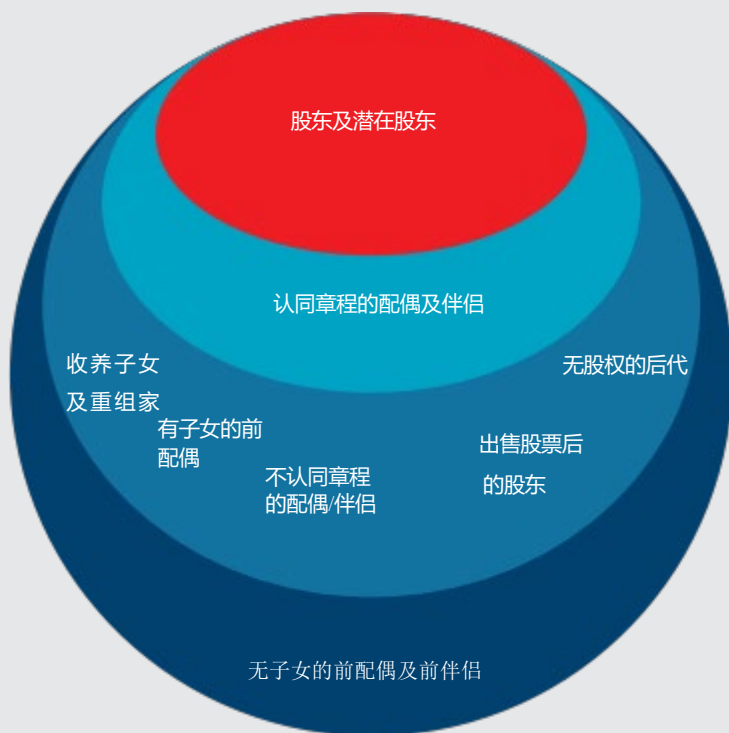 股东及潜在股东
认同章程的配偶及伴侣
收养子女
及重组家
无股权的后代
有子女的前
配偶
出售股票后
的股东
不认同章程
的配偶/伴侣
无子女的前配偶及前伴侣